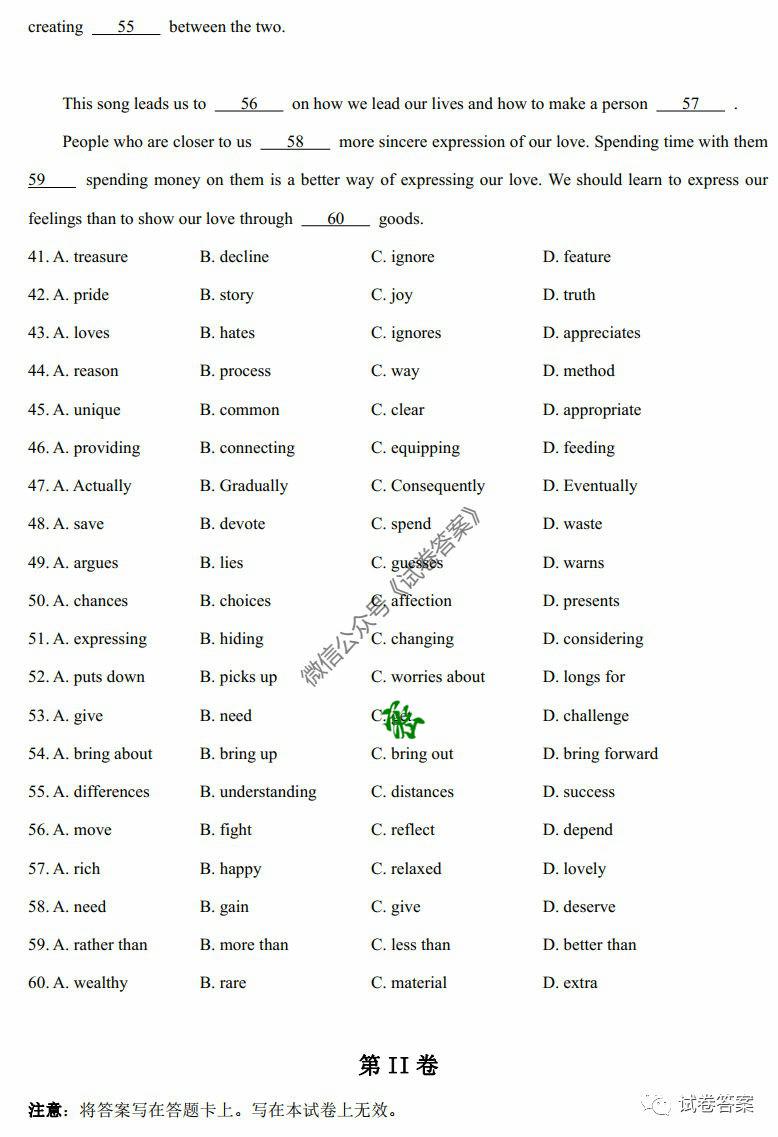 creating 55 between the two.
This song leads us to 56 on how we lead our lives and how to make a person 57 .
People who are closer to us 58 more sincere expression of our love. Spending time with them
59 spending money on them is a better way of expressing our love. We should learn to express our
feelings than to show our love through 60 goods.
41. A. treasure B. decline C. ignore D. feature
42. A. pride B. story C. joy D. truth
43. A. loves B. hates C. ignores D. appreciates
44. A. reason B. process C. way D. method
45. A. unique B. common C. clear D. appropriate
46. A. providing B. connecting C. equipping D. feeding
47. A. Actually B. Gradually C. Consequently D. Eventually
48. A. save B. devote C. spend D. waste
49. A. argues B. lies C. guesses D. warns
50. A. chances B. choices C. affection D. presents
51. A. expressing B. hiding C. changing D. considering
52. A. puts down B. picks up C. worries about D. longs for
53. A. give B. need C. D. challenge
54. A. bring about B. bring up C. bring out D. bring forward
55. A. differences B. understanding C. distances D. success
56. A. move B. fight C. reflect D. depend
57. A. rich B. happy C. relaxed D. lovely
58. A. need B. gain C. give D. deserve
59. A. rather than B. more than C. less than D. better than
60. A. wealthy B. rare C. material D. extra
微信公众号《试卷答案》
第 II 卷
注意：将答案写在答题卡上。写在本试卷上无效。
试卷答案